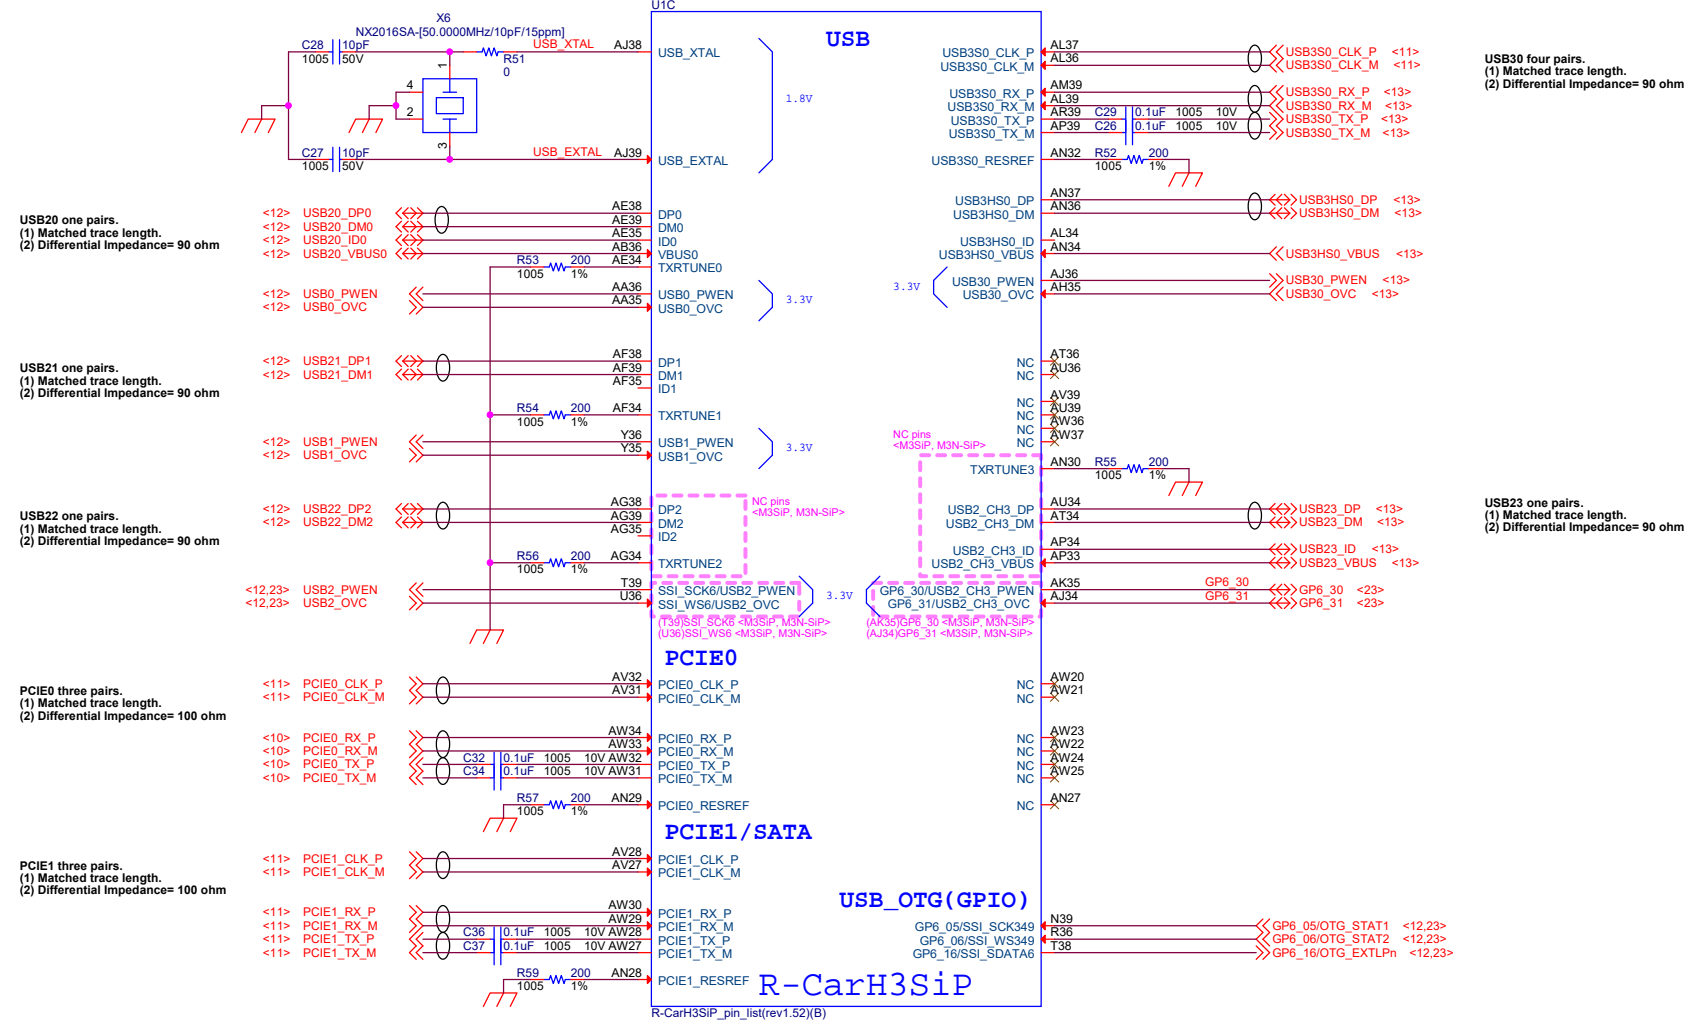 U1C
X6
NX2016SA-[50.0000MHz/10pF/15ppm]
C28 10pF
1005 50V
USB_XTAL AJ38 USB_XTAL
R51
0
1
4
2
3
C27 10pF
1005 50V
USB_EXTAL AJ39 USB_EXTAL
1.8V
USB
USB3S0_CLK_P AL37 USB3S0_CLK_P <11>
USB3S0_CLK_M AL36 USB3S0_CLK_M <11>
USB3S0_RX_P AM39 USB3S0_RX_P <13>
USB3S0_RX_M AL39 USB3S0_RX_M <13>
USB3S0_TX_P AR39 C29 0.1uF 1005 10V USB3S0_TX_P <13>
USB3S0_TX_M AP39 C26 0.1uF 1005 10V USB3S0_TX_M <13>
USB3S0_RESREF AN32 R52 200
1005 1%
USB30 four pairs.
(1) Matched trace length.
(2) Differential Impedance= 90 ohm
USB3HS0_DP AN37 USB3HS0_DP <13>
USB3HS0_DM AN36 USB3HS0_DM <13>
USB3HS0_ID AL34
USB3HS0_VBUS AN34 USB3HS0_VBUS <13>
3.3V
USB30_PWEN AJ36 USB30_PWEN <13>
USB30_OVC AH35 USB30_OVC <13>
USB20 one pairs.
(1) Matched trace length.
(2) Differential Impedance= 90 ohm
<12> USB20_DP0 AE38 DP0
<12> USB20_DM0 AE39 DM0
<12> USB20_ID0 AE35 ID0
<12> USB20_VBUS0 AB36 VBUS0
R53 200 AE34 TXRTUNE0
1005 1%
<12> USB0_PWEN AA36 USB0_PWEN
<12> USB0_OVC AA35 USB0_OVC
3.3V
USB21 one pairs.
(1) Matched trace length.
(2) Differential Impedance= 90 ohm
<12> USB21_DP1 AF38 DP1
<12> USB21_DM1 AF39 DM1
AF35 ID1
R54 200 AF34 TXRTUNE1
1005 1%
<12> USB1_PWEN Y36 USB1_PWEN
<12> USB1_OVC Y35 USB1_OVC
3.3V
NC AT36
NC AU36
NC AV39
NC AU39
NC AW36
NC AW37
NC pins
<M3SiP, M3N-SiP>
TXRTUNE3 AN30 R55 200
1005 1%
USB2_CH3_DP AU34 USB23_DP <13>
USB2_CH3_DM AT34 USB23_DM <13>
USB2_CH3_ID AP34 USB23_ID <13>
USB2_CH3_VBUS AP33 USB23_VBUS <13>
GP6_30/USB2_CH3_PWEN AK35 GP6_30 GP6_30 <23>
GP6_31/USB2_CH3_OVC AJ34 GP6_31 GP6_31 <23>
(AK35)GP6_30 <M3SiP, M3N-SiP>
(AJ34)GP6_31 <M3SiP, M3N-SiP>
USB23 one pairs.
(1) Matched trace length.
(2) Differential Impedance= 90 ohm
USB22 one pairs.
(1) Matched trace length.
(2) Differential Impedance= 90 ohm
<12> USB22_DP2 AG38 DP2
<12> USB22_DM2 AG39 DM2
AG35 ID2
NC pins
<M3SiP, M3N-SiP>
R56 200 AG34 TXRTUNE2
1005 1%
<12,23> USB2_PWEN T39 SSI_SCK6/USB2_PWEN
<12,23> USB2_OVC U36 SSI_WS6/USB2_OVC
3.3V
(T39)SSI_SCK6 <M3SiP, M3N-SiP>
(U36)SSI_WS6 <M3SiP, M3N-SiP>
PCIE0
PCIE0 three pairs.
(1) Matched trace length.
(2) Differential Impedance= 100 ohm
<11> PCIE0_CLK_P AV32 PCIE0_CLK_P
<11> PCIE0_CLK_M AV31 PCIE0_CLK_M
<10> PCIE0_RX_P AW34 PCIE0_RX_P
<10> PCIE0_RX_M AW33 PCIE0_RX_M
<10> PCIE0_TX_P C32 0.1uF 1005 10V AW32 PCIE0_TX_P
<10> PCIE0_TX_M C34 0.1uF 1005 10V AW31 PCIE0_TX_M
R57 200 AN29 PCIE0_RESREF
1005 1%
NC AW20
NC AW21
NC AW23
NC AW22
NC AW24
NC AW25
NC AN27
PCIE1/SATA
PCIE1 three pairs.
(1) Matched trace length.
(2) Differential Impedance= 100 ohm
<11> PCIE1_CLK_P AV28 PCIE1_CLK_P
<11> PCIE1_CLK_M AV27 PCIE1_CLK_M
<11> PCIE1_RX_P AW30 PCIE1_RX_P
<11> PCIE1_RX_M AW29 PCIE1_RX_M
<11> PCIE1_TX_P C36 0.1uF 1005 10V AW28 PCIE1_TX_P
<11> PCIE1_TX_M C37 0.1uF 1005 10V AW27 PCIE1_TX_M
R59 200 AN28 PCIE1_RESREF
1005 1%
USB_OTG(GPIO)
GP6_05/SSI_SCK349 N39 GP6_05/OTG_STAT1 <12,23>
GP6_06/SSI_WS349 R36 GP6_06/OTG_STAT2 <12,23>
GP6_16/SSI_SDATA6 T38 GP6_16/OTG_EXTLPn <12,23>
R-CarH3SiP
R-CarH3SiP_pin_list(rev1.52)(B)